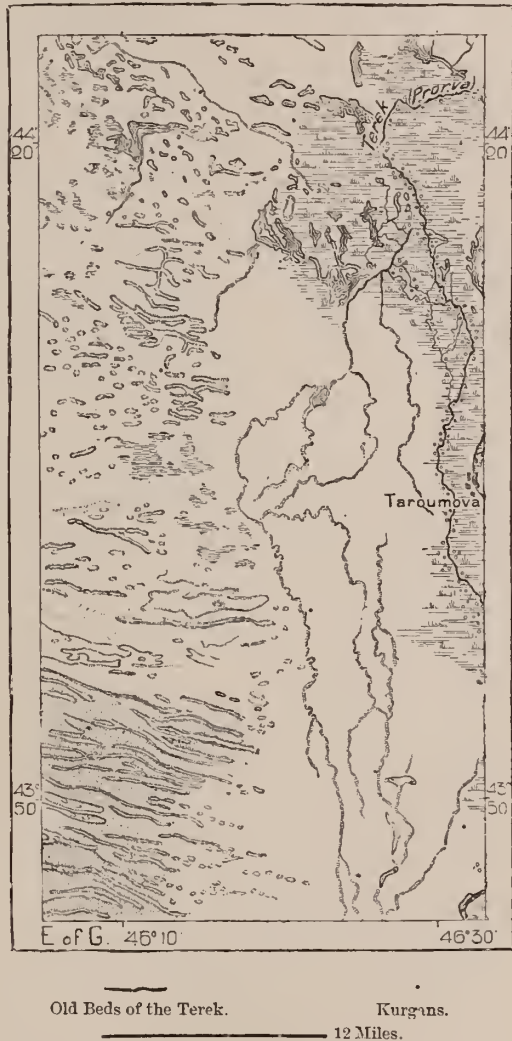 Terek (Prorva)
44°
20
44°
20
Taroumova
43°
50
43°
50
E of G. 46°10' 46°30'
Old Beds of the Terek. Kurgans.
12 Miles.